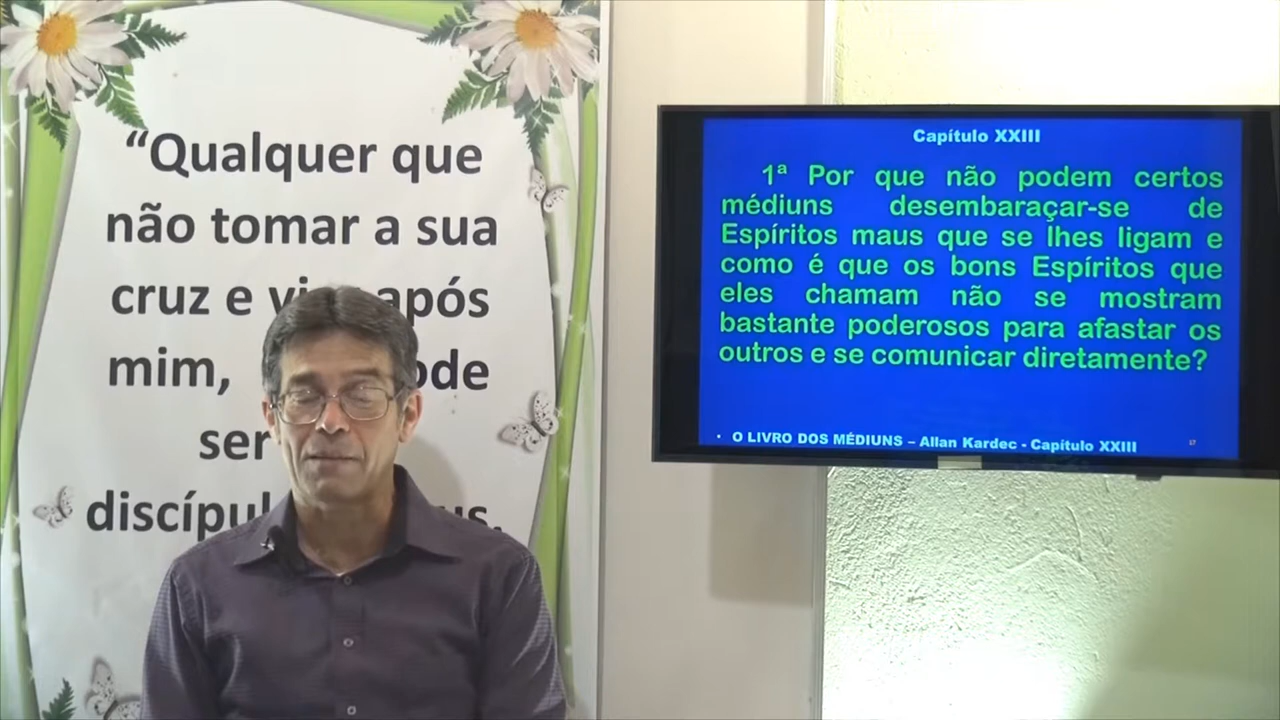 “Qualquer que
não tomar a sua
cruz e após
mim,
ser
Capítulo XXIII
1ª Por que não podem certos
médiuns desembaraçar-se de
Espíritos maus que se lhes ligam e
como é que os bons Espíritos que
eles chamam não se mostram
bastante poderosos para afastar os
outros e se comunicar diretamente?
• O LIVRO DOS MÉDIUNS – Allan Kardec - Capítulo XXIII
17